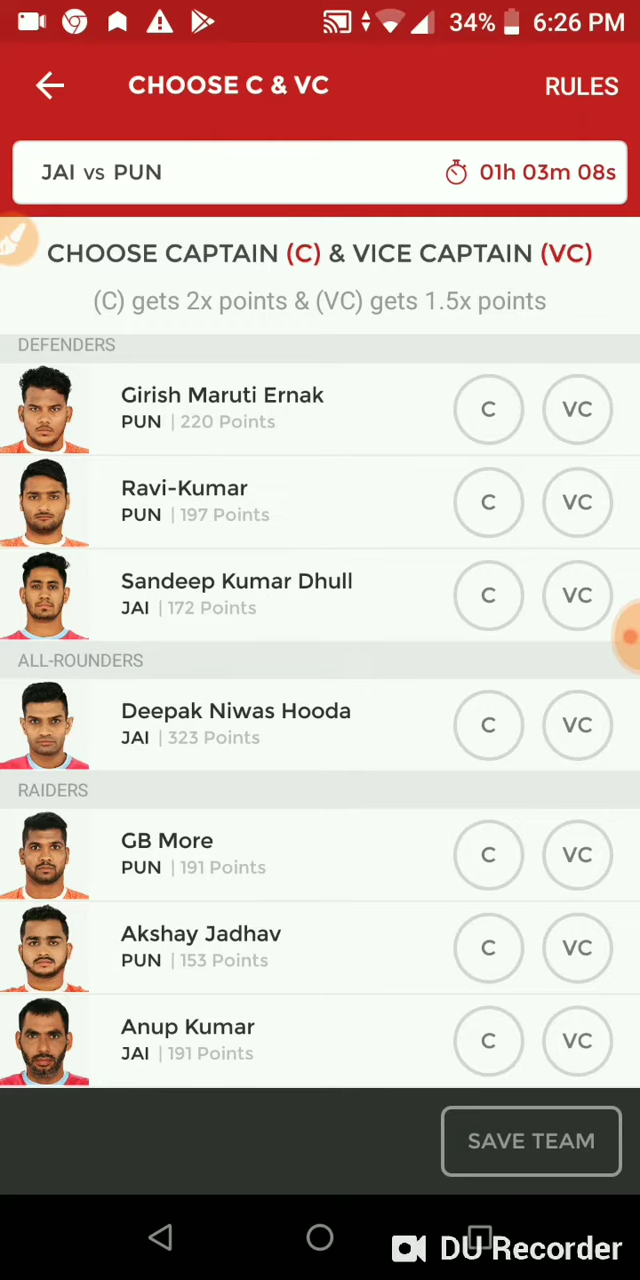 34% 6:26 PM
CHOOSE C & VC RULES
JAI vs PUN 01h 03m 08s
CHOOSE CAPTAIN (C) & VICE CAPTAIN (VC)
(C) gets 2x points & (VC) gets 1.5x points
DEFENDERS
Girish Maruti Ernak
PUN | 220 Points
C VC
Ravi-Kumar
PUN | 197 Points
C VC
Sandeep Kumar Dhull
JAI | 172 Points
C VC
ALL-ROUNDERS
Deepak Niwas Hooda
JAI | 323 Points
C VC
RAIDERS
GB More
PUN | 191 Points
C VC
Akshay Jadhav
PUN | 153 Points
C VC
Anup Kumar
JAI | 191 Points
C VC
SAVE TEAM
DU Recorder